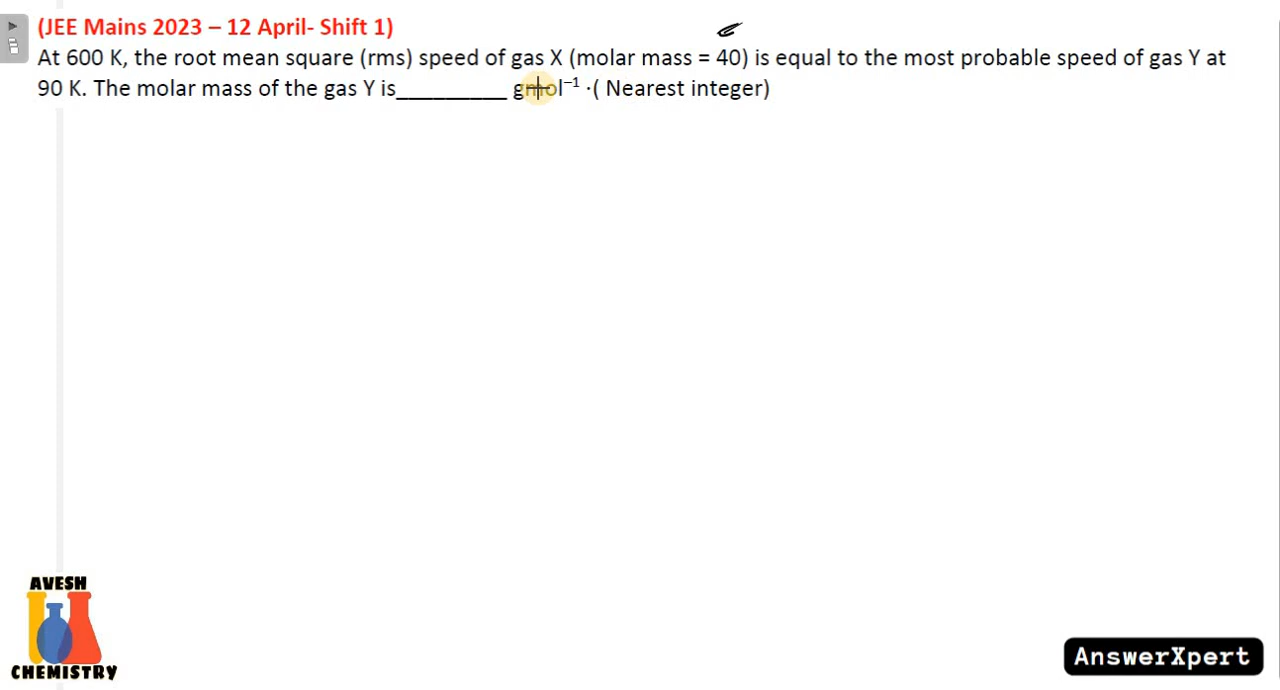 (JEE Mains 2023 – 12 April- Shift 1)
At 600 K, the root mean square (rms) speed of gas X (molar mass = 40) is equal to the most probable speed of gas Y at
90 K. The molar mass of the gas Y is_________ gmol⁻¹ ·( Nearest integer)
AVESH
CHEMISTRY
AnswerXpert